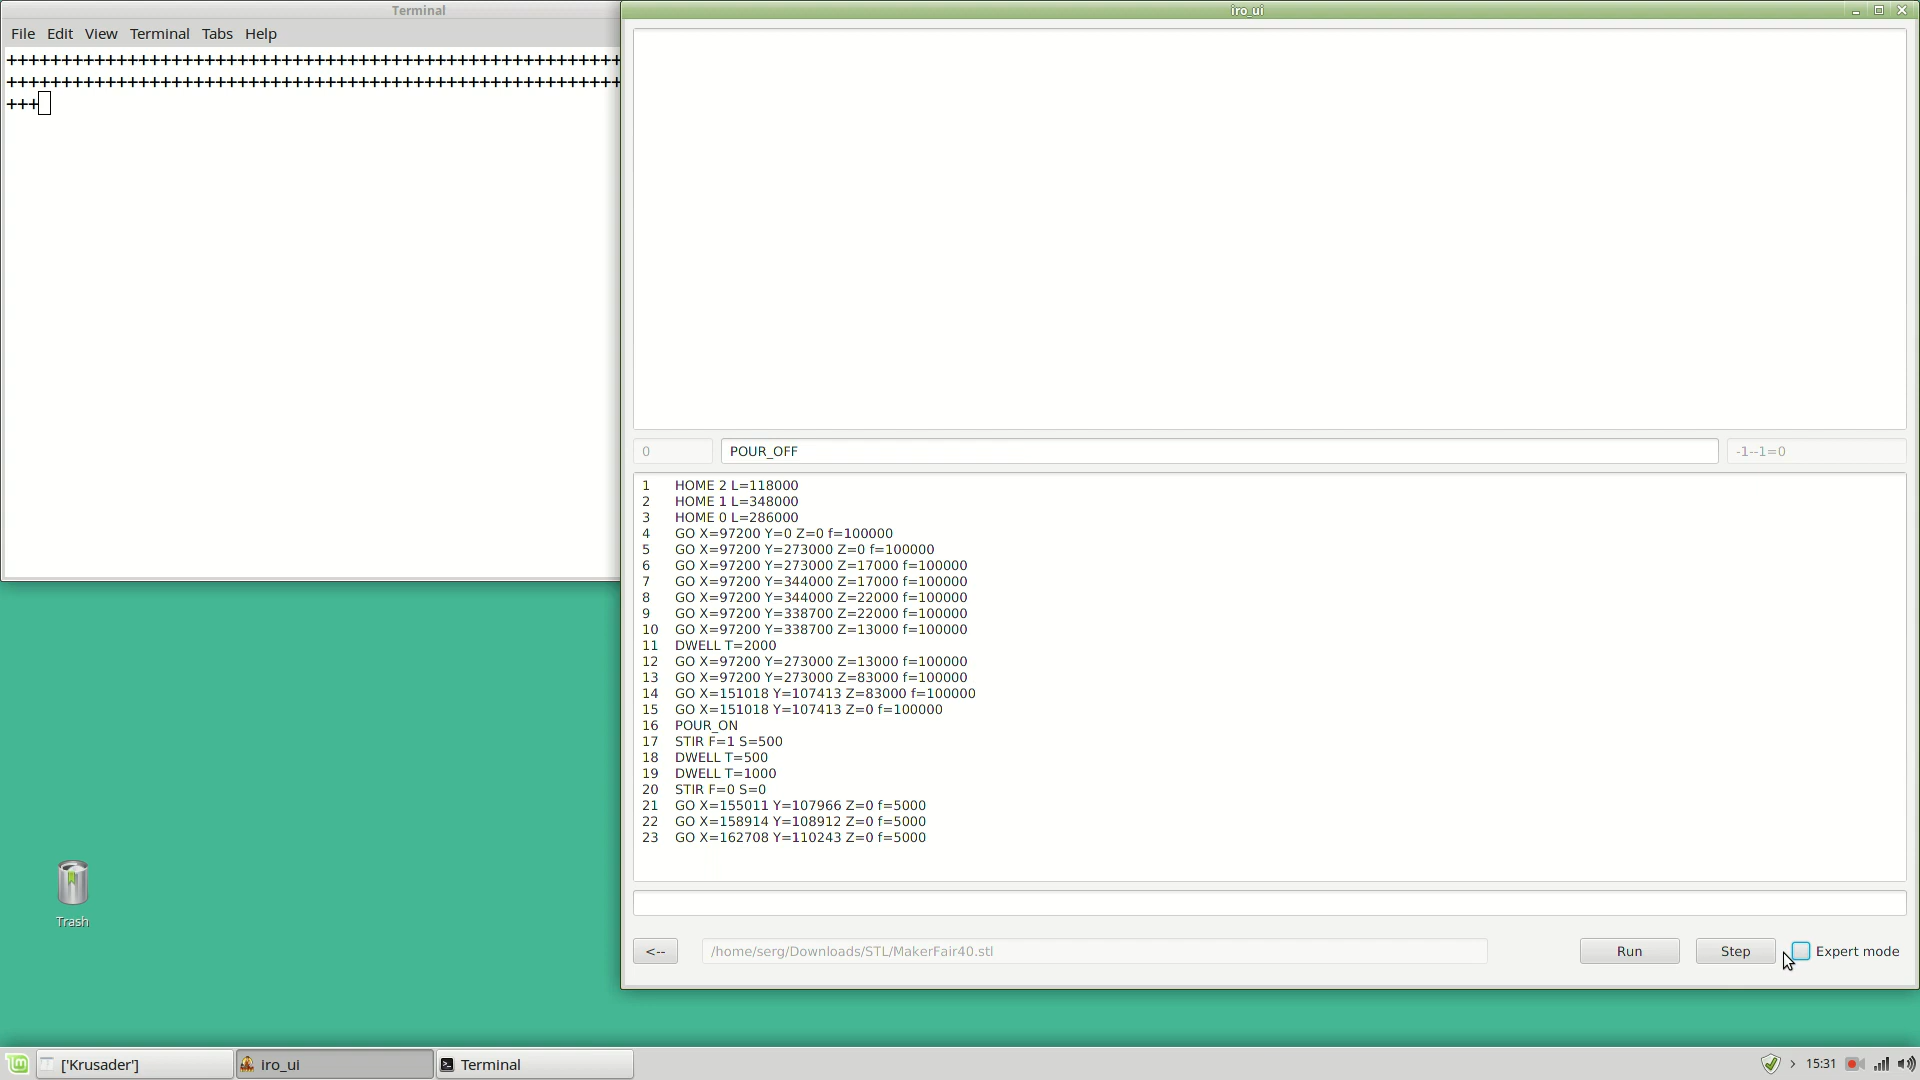 Terminal
File Edit View Terminal Tabs Help
++++++++++++++++++++++++++++++++++++++++++++++++++++++++
++++++++++++++++++++++++++++++++++++++++++++++++++++++++
+++
iro_ui
0 POUR_OFF -1--1=0
1 HOME 2 L=118000
2 HOME 1 L=348000
3 HOME 0 L=286000
4 GO X=97200 Y=0 Z=0 f=100000
5 GO X=97200 Y=273000 Z=0 f=100000
6 GO X=97200 Y=273000 Z=17000 f=100000
7 GO X=97200 Y=344000 Z=17000 f=100000
8 GO X=97200 Y=344000 Z=22000 f=100000
9 GO X=97200 Y=338700 Z=22000 f=100000
10 GO X=97200 Y=338700 Z=13000 f=100000
11 DWELL T=2000
12 GO X=97200 Y=273000 Z=13000 f=100000
13 GO X=97200 Y=273000 Z=83000 f=100000
14 GO X=151018 Y=107413 Z=83000 f=100000
15 GO X=151018 Y=107413 Z=0 f=100000
16 POUR_ON
17 STIR F=1 S=500
18 DWELL T=500
19 DWELL T=1000
20 STIR F=0 S=0
21 GO X=155011 Y=107966 Z=0 f=5000
22 GO X=158914 Y=108912 Z=0 f=5000
23 GO X=162708 Y=110243 Z=0 f=5000
<-- /home/serg/Downloads/STL/MakerFair40.stl Run Step Expert mode
Trash
['Krusader'] iro_ui Terminal 15:31